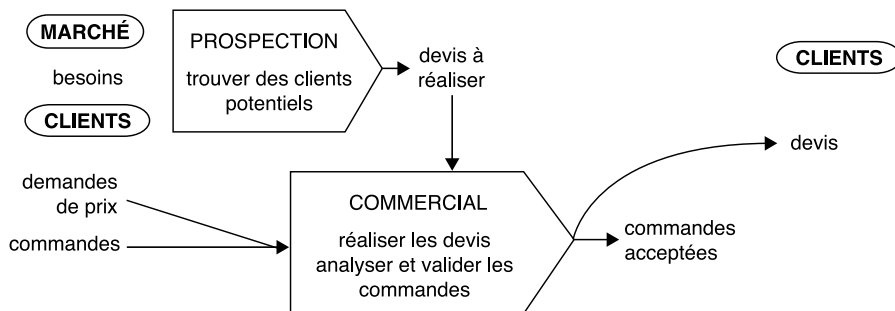 MARCHÉ
besoins
CLIENTS
PROSPECTION
trouver des clients
potentiels
devis à
réaliser
CLIENTS
devis
demandes
de prix
commandes
COMMERCIAL
réaliser les devis
analyser et valider les
commandes
commandes
acceptées